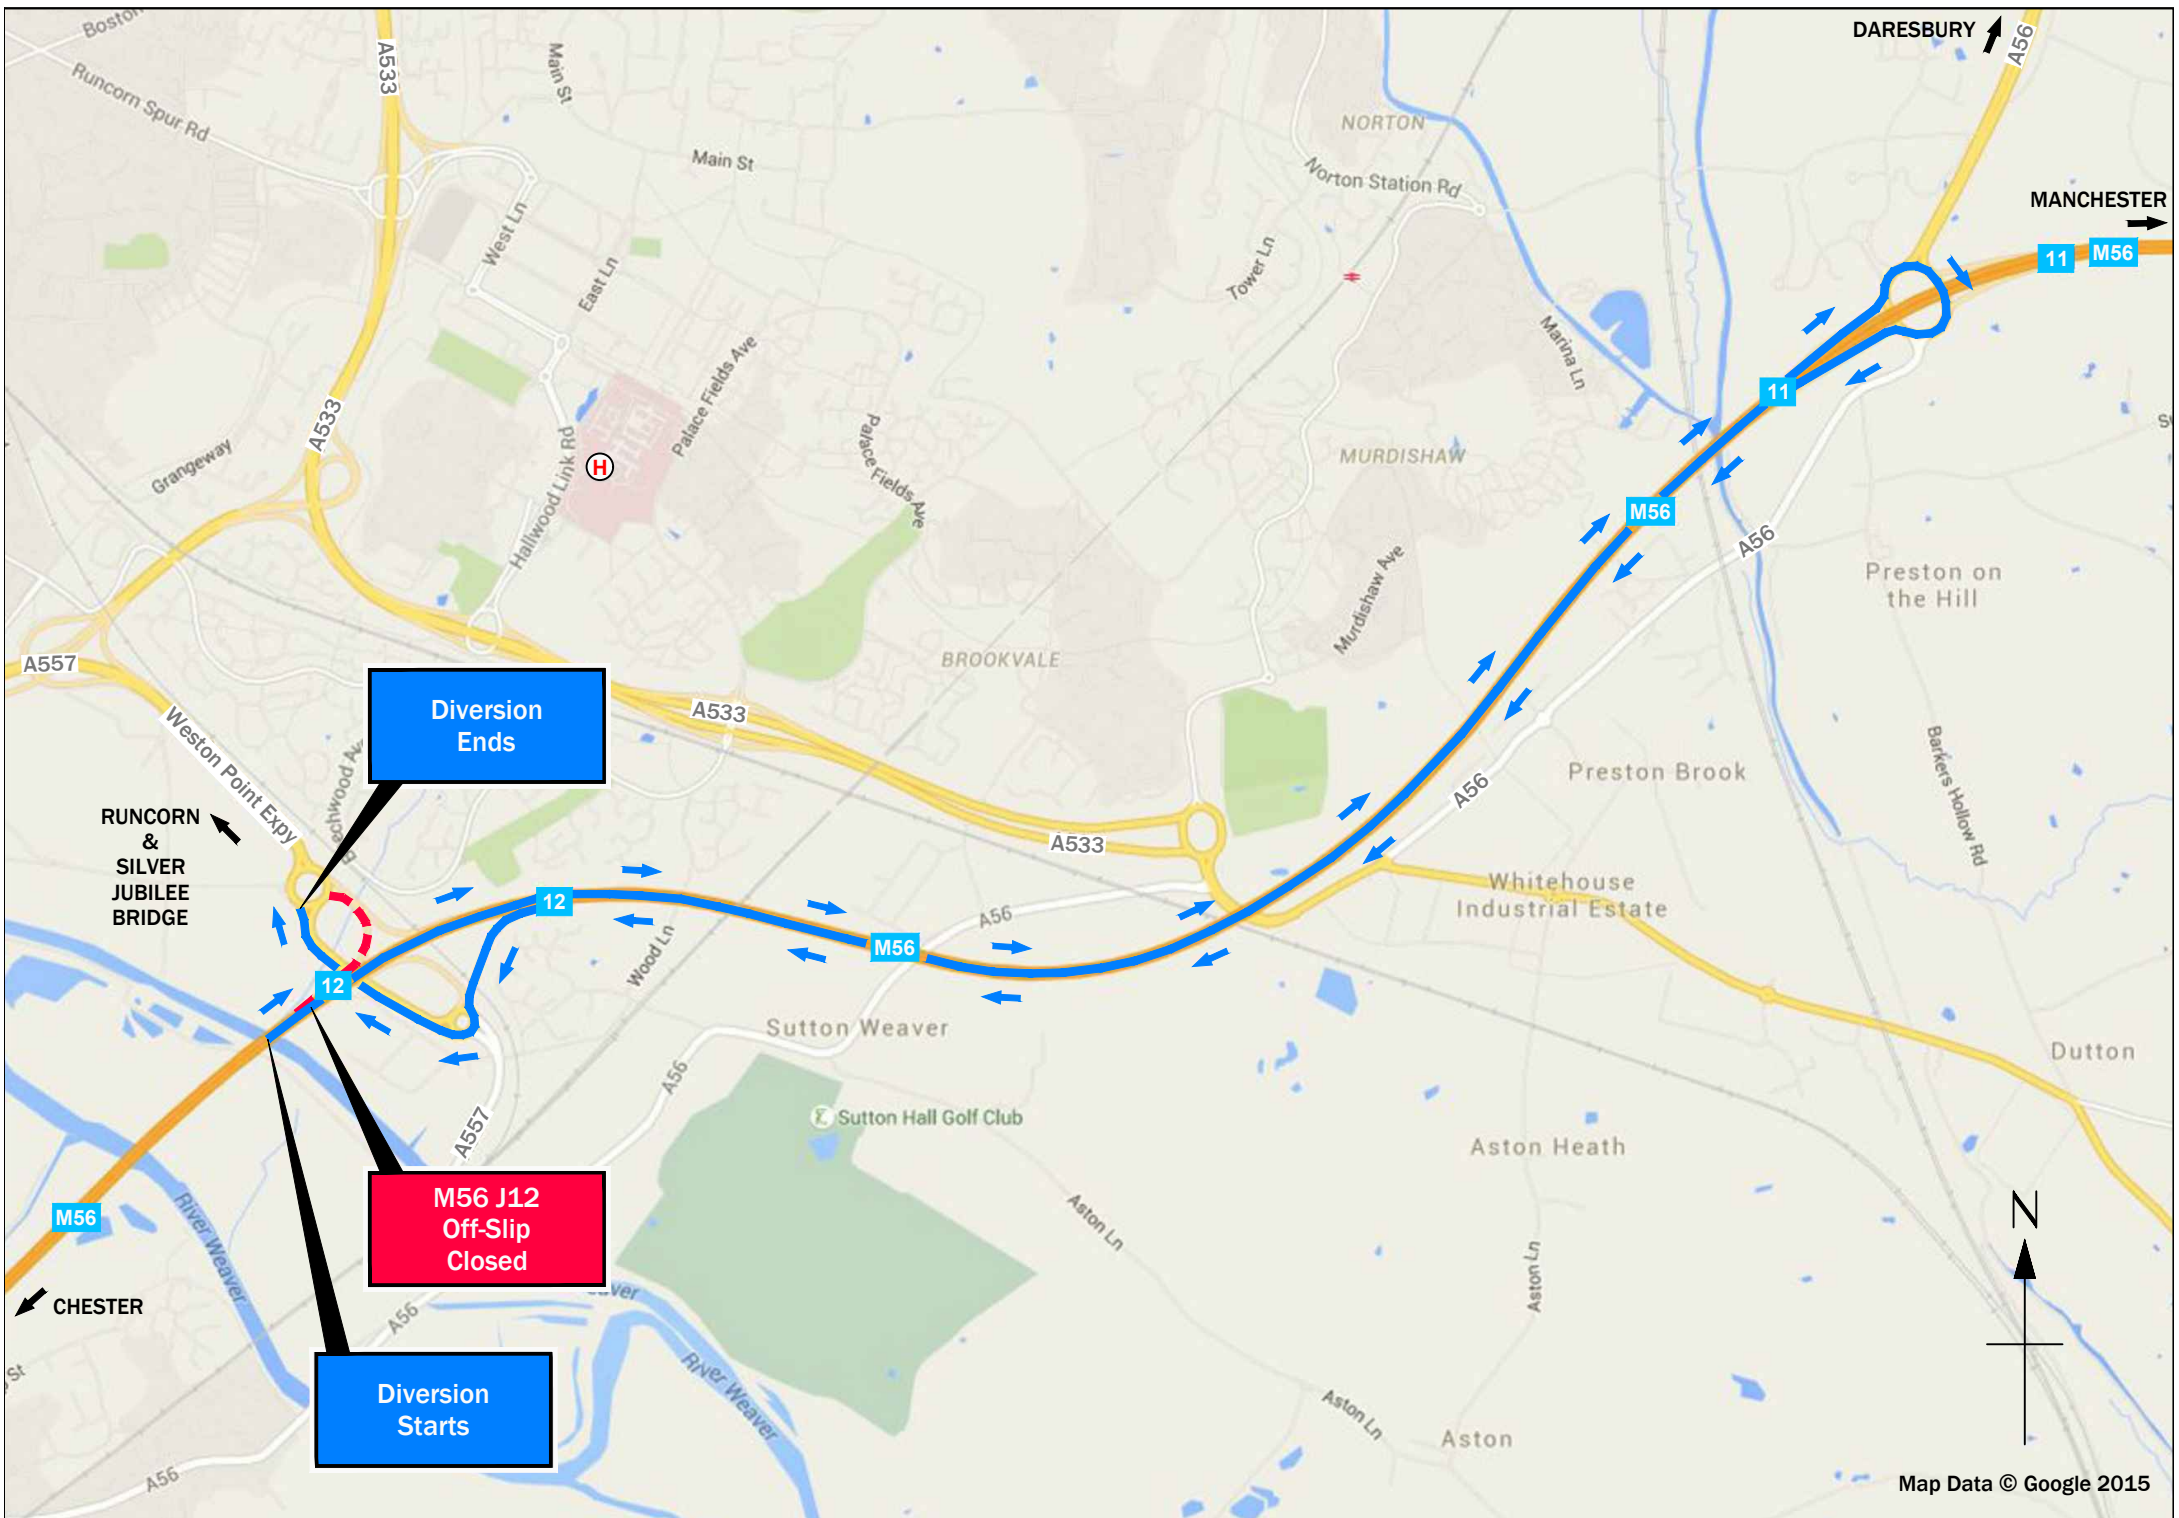 Boston
A533
Main St
DARESBURY
A56
Runcorn Spur Rd
NORTON
Main St
Norton Station Rd
MANCHESTER
11
M56
West Ln
East Ln
Tower Ln
Marina Ln
Palace Fields Ave
11
A533
Grangeway
Hallwood Link Rd
H
Palace Fields Ave
MURDISHAW
M56
A56
Preston on
the Hill
Murdishaw Ave
BROOKVALE
A557
Diversion
Ends
A533
Weston Point Expy
echwood Av
Preston Brook
A56
Barkers Hollow Rd
RUNCORN
&
SILVER
JUBILEE
BRIDGE
A533
Whitehouse
Industrial Estate
12
A56
M56
Wood Ln
12
Sutton Weaver
Dutton
A56
A557
Sutton Hall Golf Club
Aston Heath
M56 J12
Off-Slip
Closed
M56
River Weaver
Aston Ln
N
Aston Ln
CHESTER
eaver
A56
St
River Weaver
Diversion
Starts
Aston Ln
Aston
A56
Map Data © Google 2015